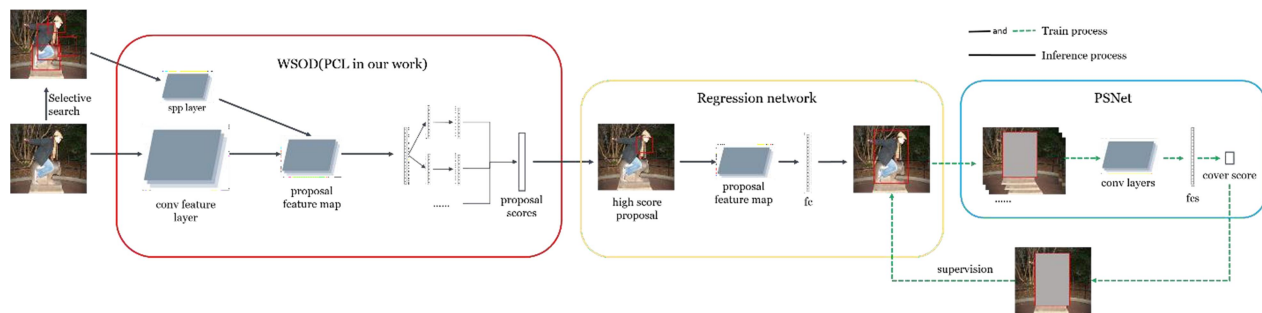 and
Train process
Inference process
WSOD(PCL in our work)
Regression network
PSNet
Selective
search
spp layer
conv feature
layer
proposal
feature map
......
proposal
scores
high score
proposal
proposal
feature map
fc
......
conv layers
fcs
cover score
supervision